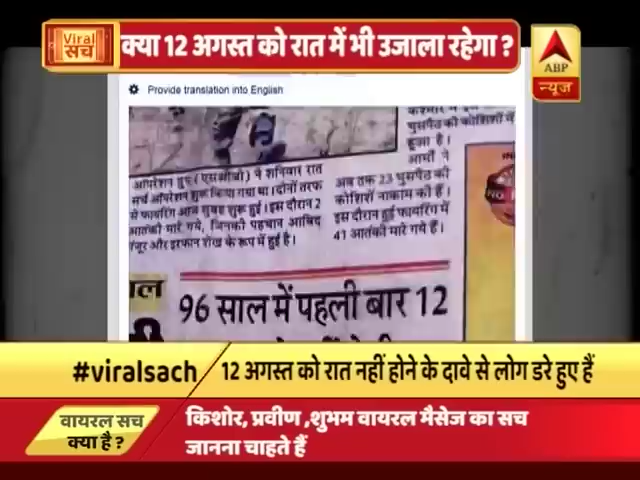 Viral
सच
क्या 12 अगस्त को रात में भी उजाला रहेगा ?
ABP
न्यूज़
Provide translation into English
घुसपैठ की कोशिशों में
हुआ है।
आर्मी ने
अब तक 23 घुसपैठ की
कोशिशें नाकाम की हैं।
इस दौरान हुई फायरिंग में
41 आतंकी मारे गये हैं।
ऑपरेशन ग्रुप (एसओजी) ने शनिवार रात
सर्च ऑपरेशन शुरू किया गया था। दोनों तरफ
से फायरिंग आज सुबह शुरू हुई। इस दौरान 2
आतंकी मारे गये, जिनकी पहचान आबिद
और इरफान शेख के रूप में हुई है।
96 साल में पहली बार 12
#viralsach
12 अगस्त को रात नहीं होने के दावे से लोग डरे हुए हैं
वायरल सच
क्या है ?
किशोर, प्रवीण ,शुभम वायरल मैसेज का सच
जानना चाहते हैं